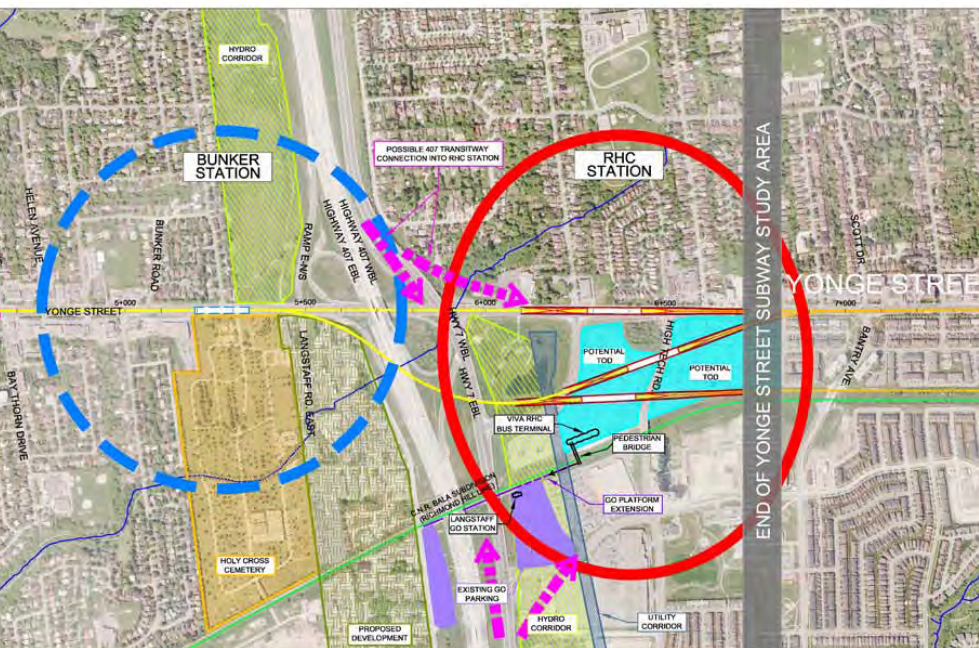 HYDRO
CORRIDOR
BUNKER
STATION
POSSIBLE 407 TRANSITWAY
CONNECTION INTO RHC STATION
RHC
STATION
END OF YONGE STREET SUBWAY STUDY AREA
HELEN AVENUE
BUNKER ROAD
RAMP E-N/S
HIGHWAY 407 WBL
HIGHWAY 407 EBL
SCOTT DR
YONGE STREET
5+000
5+500
6+000
6+500
7+000
YONGE STREET
BAY THORN DRIVE
LANGSTAFF RD. EAST
HWY 7 WBL
HWY 7 EBL
POTENTIAL
TOD
HIGH TECH RD
POTENTIAL
TOD
BANTRY AVE
VIVA RHC
BUS TERMINAL
PEDESTRIAN
BRIDGE
C.N.R. BALA SUBDIVISION
(RICHMOND HILL LINE)
GO PLATFORM
EXTENSION
LANGSTAFF
GO STATION
HOLY CROSS
CEMETERY
EXISTING GO
PARKING
PROPOSED
DEVELOPMENT
HYDRO
CORRIDOR
UTILITY
CORRIDOR